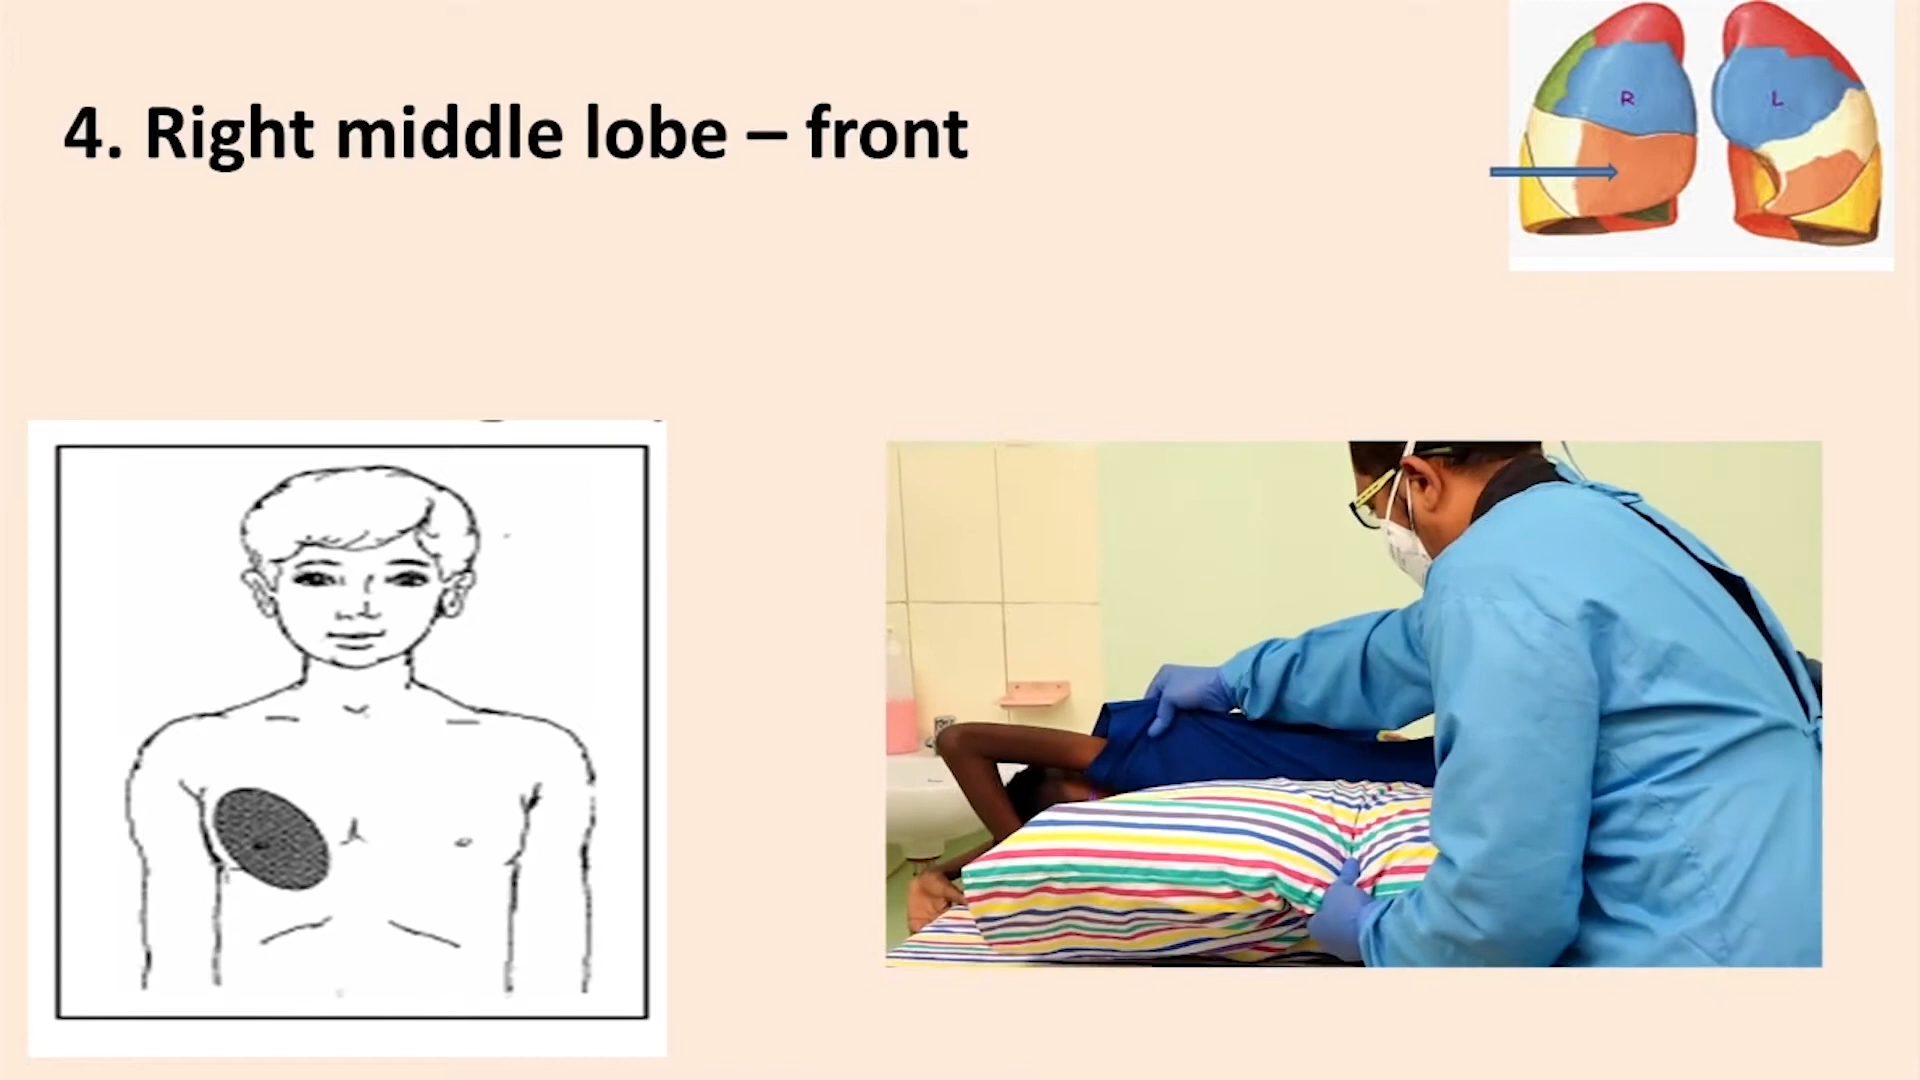 4. Right middle lobe – front
R
L